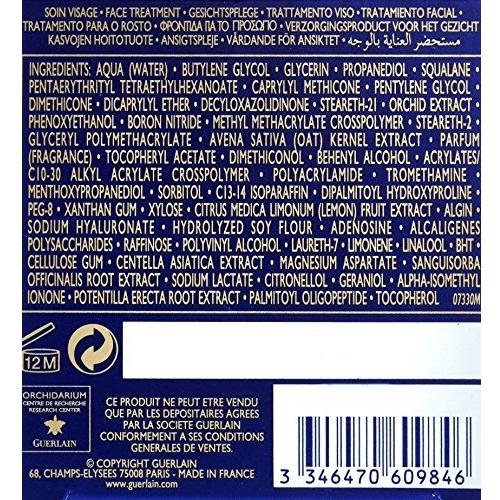 SOIN VISAGE • FACE TREATMENT • GESICHTSPFLEGE • TRATTAMENTO VISO • TRATAMIENTO FACIAL •
TRATAMENTO PARA O ROSTO • ΦΡΟΝΤΙΔΑ ΓΙΑ ΤΟ ΠΡΟΣΩΠΟ • VERZORGINGSPRODUCT VOOR HET GEZICHT
KASVOJEN HOITOTUOTE • ANSIGTSPLEJE • VÅRDANDE FÖR ANSIKTET • مستحضر العناية بالوجه
INGREDIENTS: AQUA (WATER) • BUTYLENE GLYCOL • GLYCERIN • PROPANEDIOL • SQUALANE •
PENTAERYTHRITYL TETRAETHYLHEXANOATE • CAPRYLYL METHICONE • PENTYLENE GLYCOL •
DIMETHICONE • DICAPRYLYL ETHER • DECYLOXAZOLIDINONE • STEARETH-21 • ORCHID EXTRACT •
PHENOXYETHANOL • BORON NITRIDE • METHYL METHACRYLATE CROSSPOLYMER • STEARETH-2 •
GLYCERYL POLYMETHACRYLATE • AVENA SATIVA (OAT) KERNEL EXTRACT • PARFUM
(FRAGRANCE) • TOCOPHERYL ACETATE • DIMETHICONOL • BEHENYL ALCOHOL • ACRYLATES/
C10-30 ALKYL ACRYLATE CROSSPOLYMER • POLYACRYLAMIDE • TROMETHAMINE •
MENTHOXYPROPANEDIOL • SORBITOL • C13-14 ISOPARAFFIN • DIPALMITOYL HYDROXYPROLINE •
PEG-8 • XANTHAN GUM • XYLOSE • CITRUS MEDICA LIMONUM (LEMON) FRUIT EXTRACT • ALGIN •
SODIUM HYALURONATE • HYDROLYZED SOY FLOUR • ADENOSINE • ALCALIGENES
POLYSACCHARIDES • RAFFINOSE • POLYVINYL ALCOHOL • LAURETH-7 • LIMONENE • LINALOOL • BHT •
CELLULOSE GUM • CENTELLA ASIATICA EXTRACT • MAGNESIUM ASPARTATE • SANGUISORBA
OFFICINALIS ROOT EXTRACT • SODIUM LACTATE • CITRONELLOL • GERANIOL • ALPHA-ISOMETHYL
IONONE • POTENTILLA ERECTA ROOT EXTRACT • PALMITOYL OLIGOPEPTIDE • TOCOPHEROL 07330M
12 M
ORCHIDARIUM
CENTRE DE RECHERCHE
RESEARCH CENTER
GUERLAIN
CE PRODUIT NE PEUT ETRE VENDU
QUE PAR LES DEPOSITAIRES AGREES
PAR LA SOCIETE GUERLAIN
CONFORMEMENT A SES CONDITIONS
GENERALES DE VENTES.
© COPYRIGHT GUERLAIN
68, CHAMPS-ELYSEES 75008 PARIS - MADE IN FRANCE
www.guerlain.com
3 346470 609846